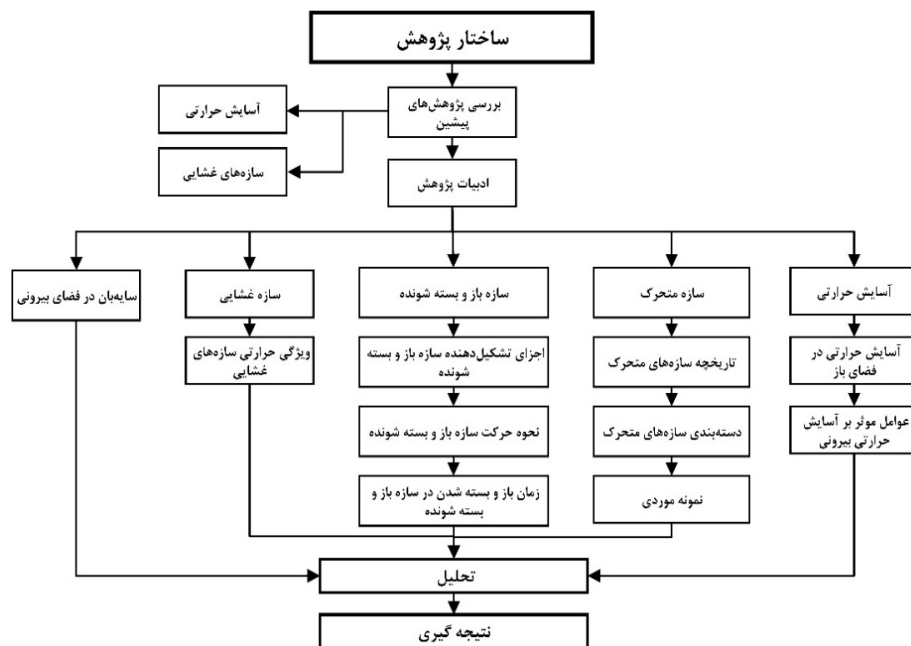 ساختار پژوهش
بررسی پژوهش‌های
پیشین
آسایش حرارتی
سازه‌های غشایی
ادبیات پژوهش
آسایش حرارتی
آسایش حرارتی در
فضای باز
عوامل موثر بر آسایش
حرارتی بیرونی
سازه متحرک
تاریخچه سازه‌های متحرک
دسته‌بندی سازه‌های متحرک
نمونه موردی
سازه باز و بسته شونده
اجزای تشکیل‌دهنده سازه باز و بسته
شونده
نحوه حرکت سازه باز و بسته شونده
زمان باز و بسته شدن در سازه باز و
بسته شونده
سازه غشایی
ویژگی حرارتی سازه‌های
غشایی
سایه‌بان در فضای بیرونی
تحلیل
نتیجه گیری